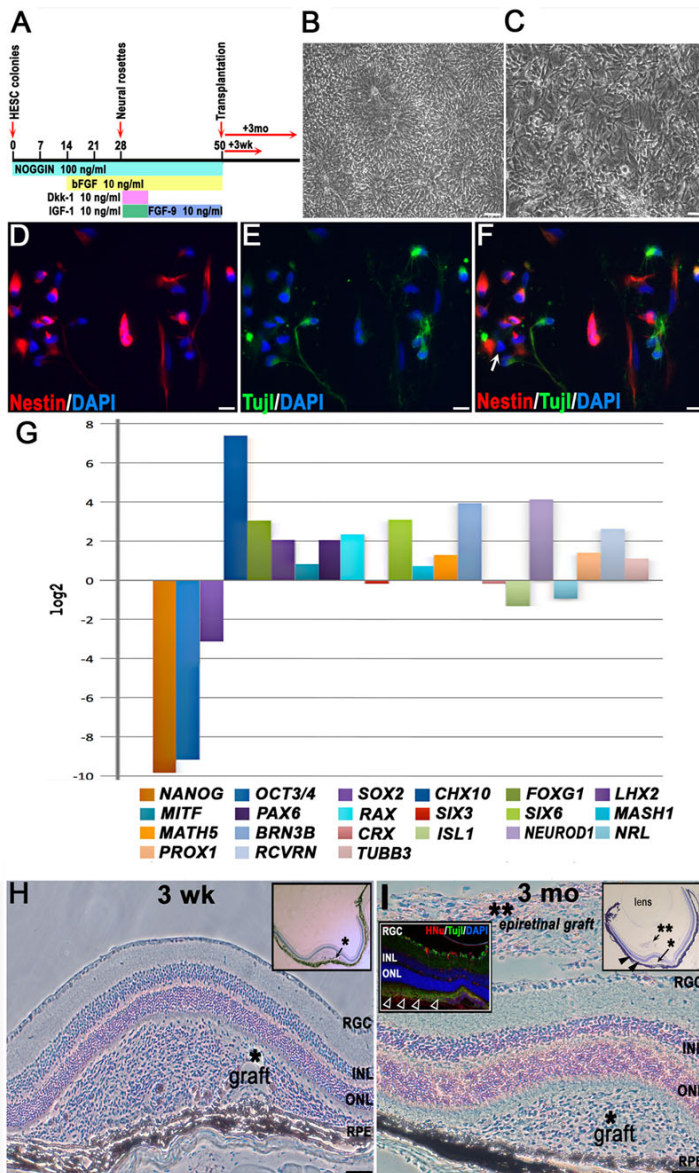 A
B
C
HESC colonies
Neural rosettes
Transplantation
+3mo
+3wk
0 7 14 21 28 50
NOGGIN 100 ng/ml
bFGF 10 ng/ml
Dkk-1 10 ng/ml
IGF-1 10 ng/ml FGF-9 10 ng/ml
D
E
F
Nestin/DAPI
TujI/DAPI
Nestin/TujI/DAPI
G
log2
8
6
4
2
0
-2
-4
-6
-8
-10
NANOG OCT3/4 SOX2 CHX10 FOXG1 LHX2
MITF PAX6 RAX SIX3 SIX6 MASH1
MATH5 BRN3B CRX ISL1 NEUROD1 NRL
PROX1 RCVRN TUBB3
H
3 wk
*
RGC
INL
ONL
RPE
*
graft
I
3 mo
**
epiretinal graft
lens
**
*
HNu/TujI/DAPI
RGC
INL
ONL
RGC
INL
ONL
RPE
*
graft